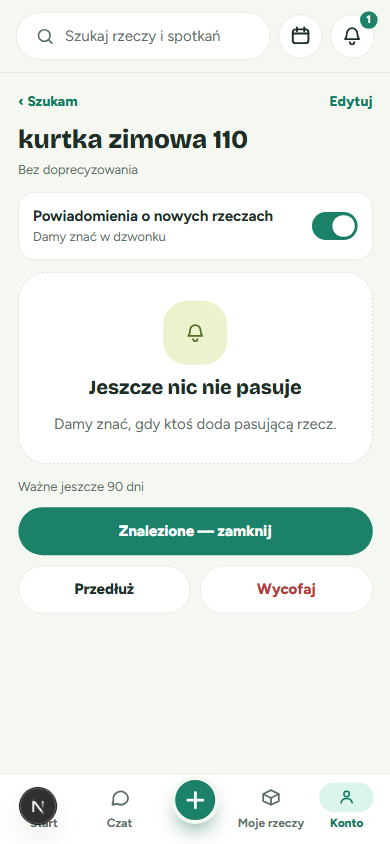 Szukaj rzeczy i spotkań
1
‹ Szukam
Edytuj
kurtka zimowa 110
Bez doprecyzowania
Powiadomienia o nowych rzeczach
Damy znać w dzwonku
Jeszcze nic nie pasuje
Damy znać, gdy ktoś doda pasującą rzecz.
Ważne jeszcze 90 dni
Znalezione — zamknij
Przedłuż
Wycofaj
N
Start
Czat
Moje rzeczy
Konto